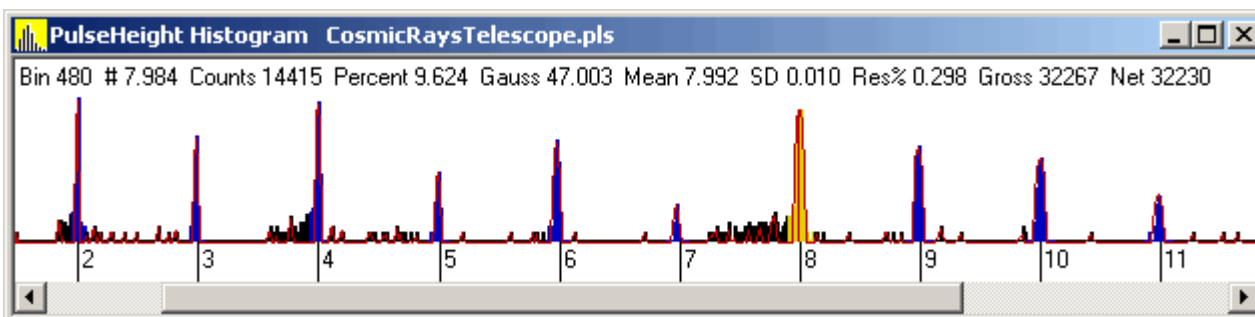 PulseHeight Histogram CosmicRaysTelescope.pls
Bin 480 # 7.984 Counts 14415 Percent 9.624 Gauss 47.003 Mean 7.992 SD 0.010 Res% 0.298 Gross 32267 Net 32230
2 3 4 5 6 7 8 9 10 11